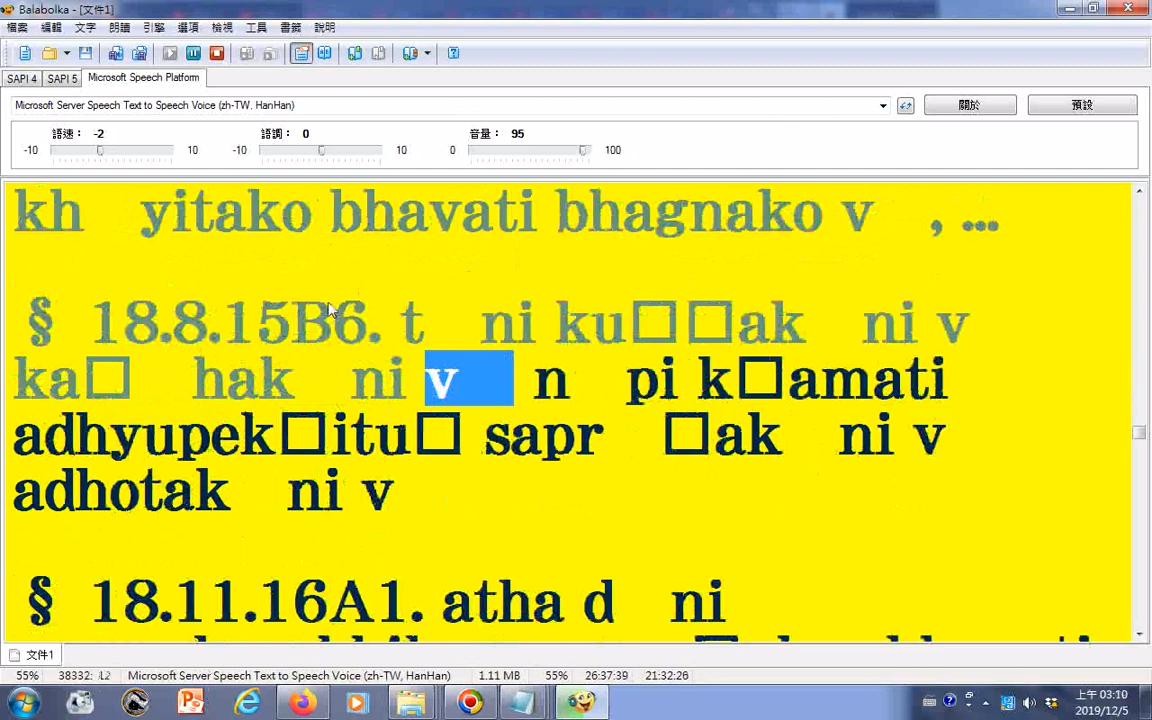 Balabolka - [文件1]
檔案 編輯 文字 朗讀 引擎 選項 檢視 工具 書籤 說明
SAPI 4 SAPI 5 Microsoft Speech Platform
Microsoft Server Speech Text to Speech Voice (zh-TW, HanHan) 關於 預設
語速： -2 語調： 0 音量： 95
-10 10 -10 10 0 100
kh　yitako bhavati bhagnako v　, ...
§ 18.8.15B6. t　ni ku□□ak　ni v
ka□　hak　ni v　n　pi k□amati
adhyupek□itu□ sapr　□ak　ni v
adhotak　ni v
§ 18.11.16A1. atha d　ni
文件1
55% 38332: 12 Microsoft Server Speech Text to Speech Voice (zh-TW, HanHan) 1.11 MB 55% 26:37:39 21:32:26
上午 03:10
2019/12/5